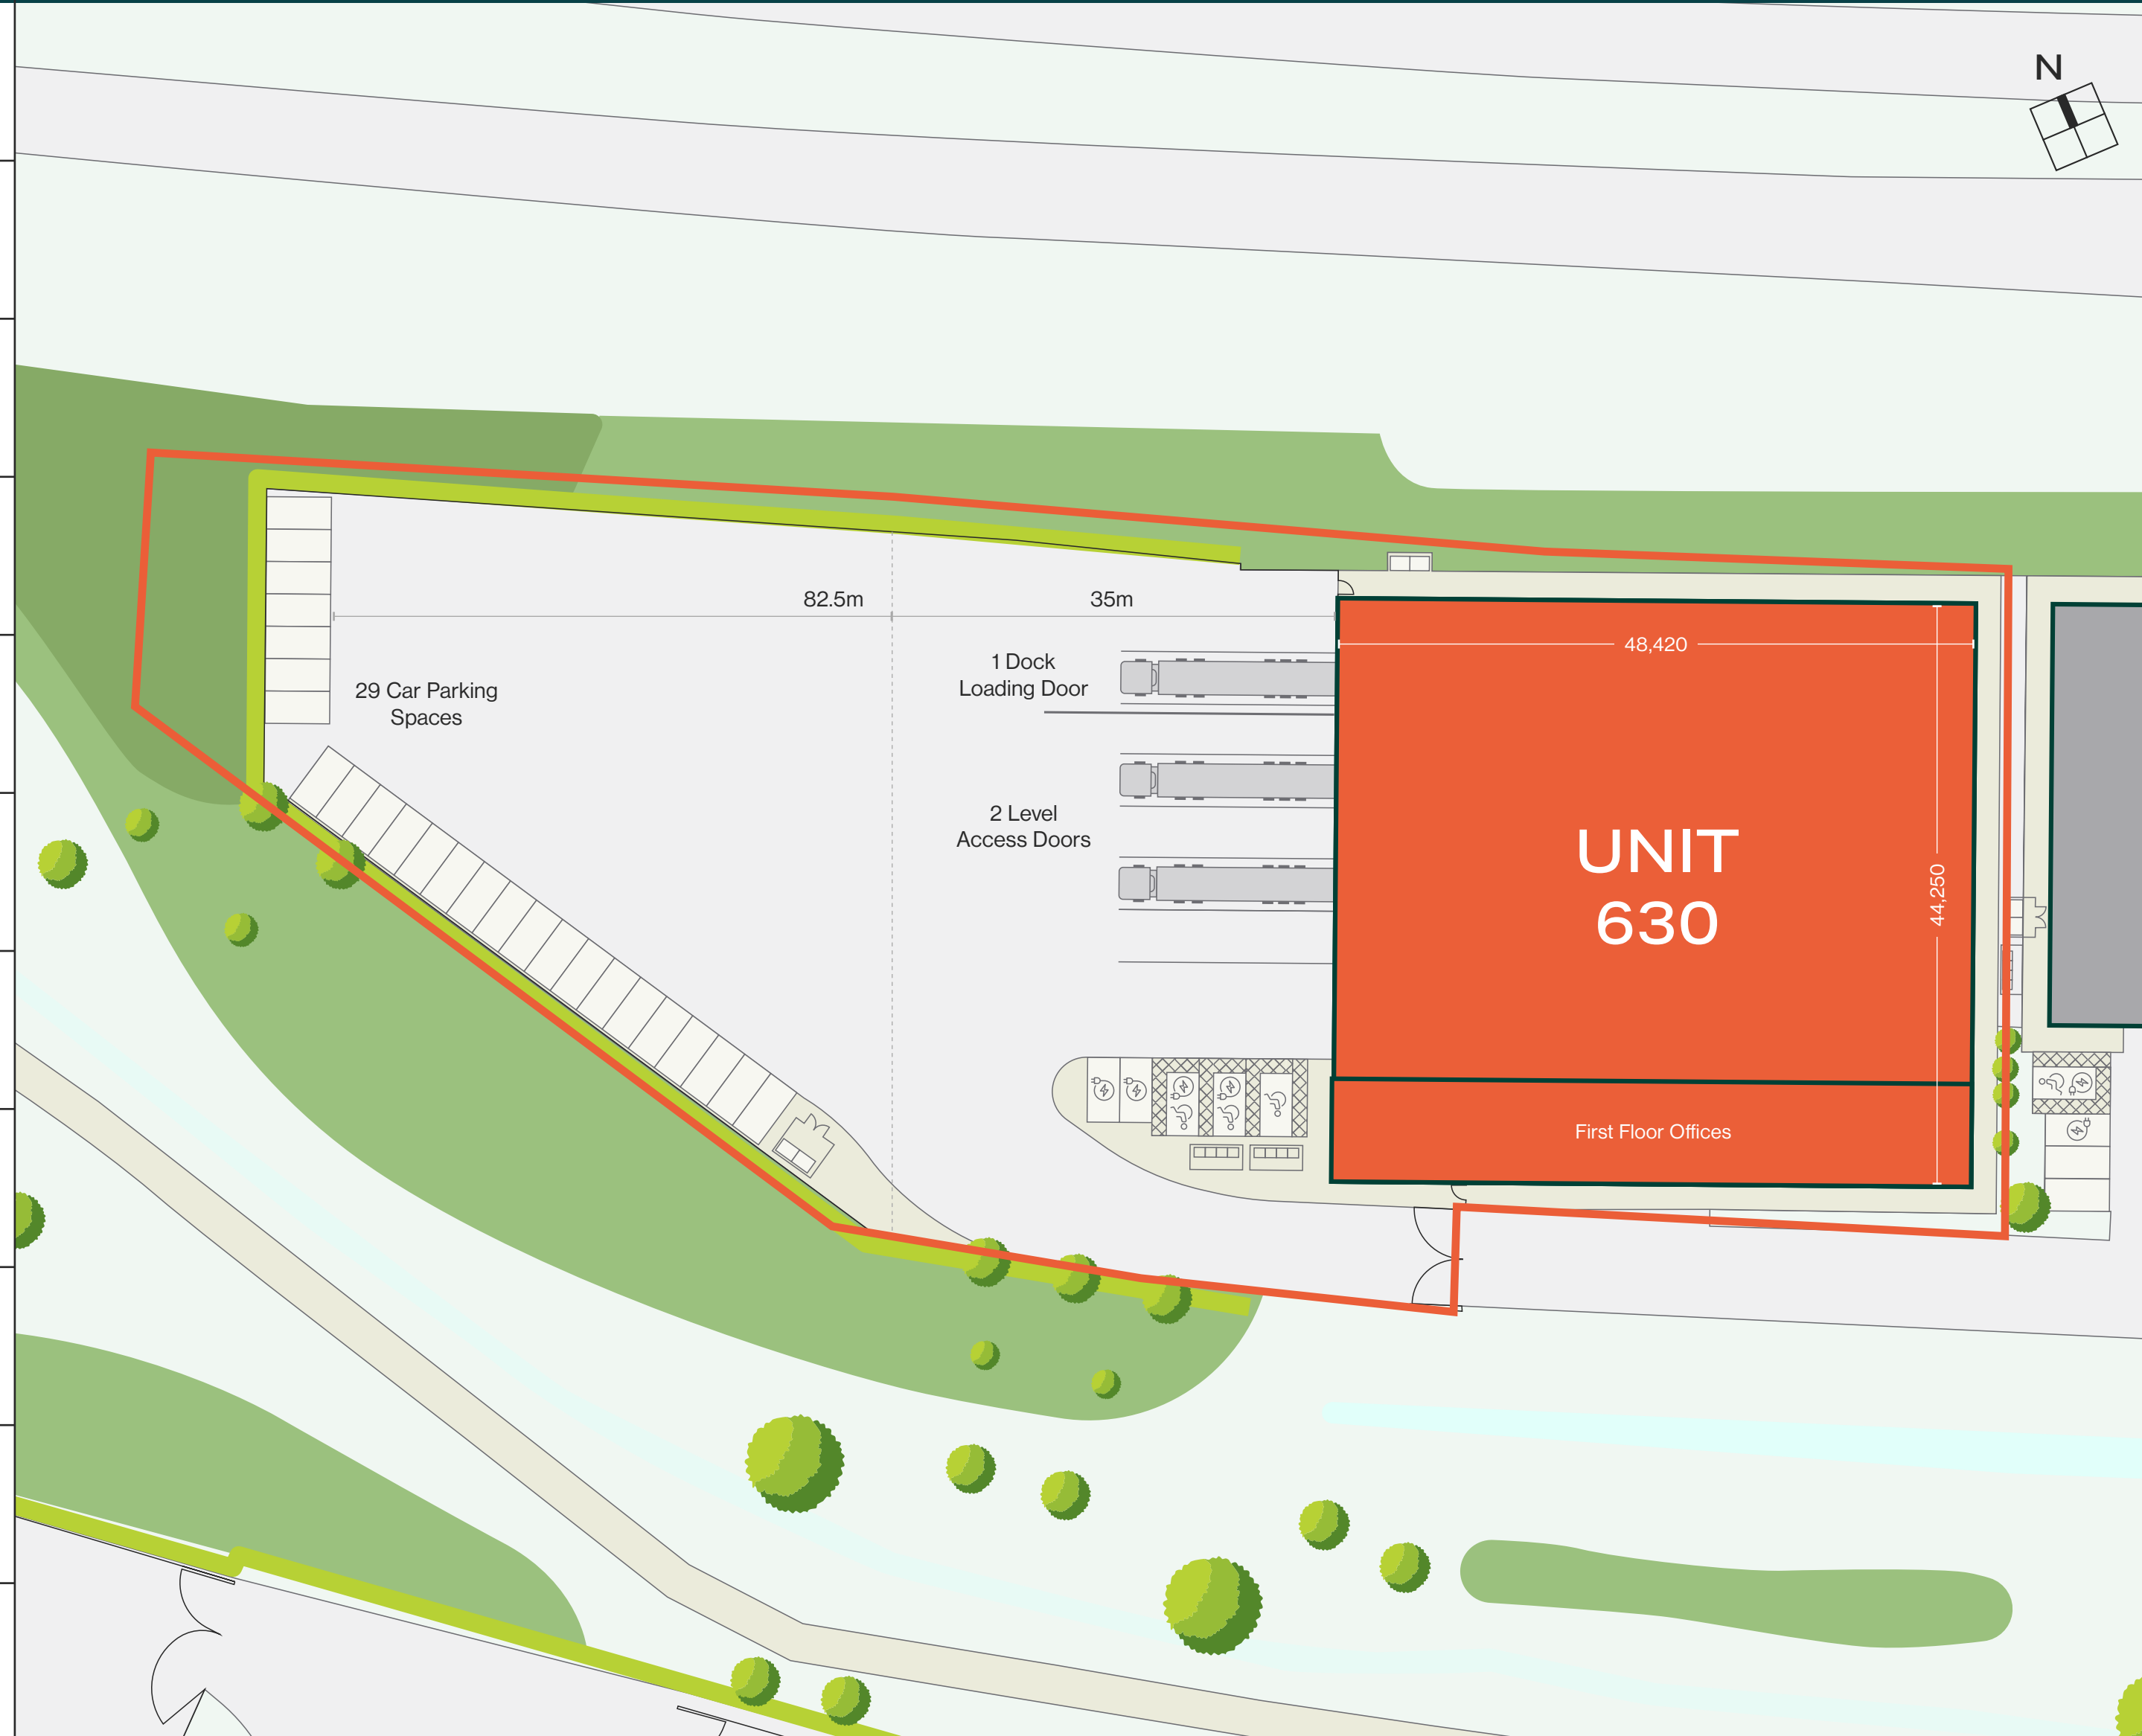 N
82.5m
35m
1 Dock
Loading Door
48,420
29 Car Parking
Spaces
2 Level
Access Doors
UNIT
630
44,250
First Floor Offices